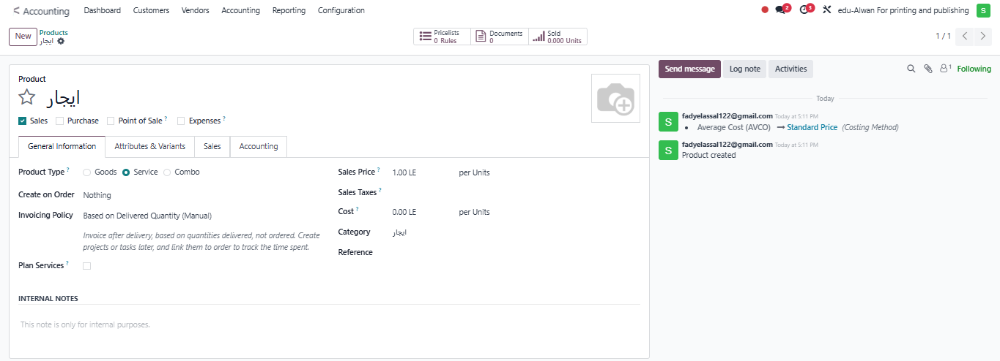 Accounting Dashboard Customers Vendors Accounting Reporting Configuration 2 3 edu-Alwan For printing and publishing S
New Products Pricelists Documents Sold 1 / 1
ايجار 0 Rules 0 0.000 Units
Send message Log note Activities 1 Following
Product
ايجار
Today
Sales Purchase Point of Sale ? Expenses ?
S fadyelassal122@gmail.com Today at 5:11 PM
Average Cost (AVCO) → Standard Price (Costing Method)
General Information Attributes & Variants Sales Accounting
S fadyelassal122@gmail.com Today at 5:11 PM
Product created
Product Type ? Goods Service Combo
Sales Price ? 1.00 LE per Units
Create on Order Nothing
Sales Taxes ?
Invoicing Policy Based on Delivered Quantity (Manual)
Cost ? 0.00 LE per Units
Invoice after delivery, based on quantities delivered, not ordered. Create
projects or tasks later, and link them to order to track the time spent.
Category ايجار
Reference
Plan Services ?
INTERNAL NOTES
This note is only for internal purposes.